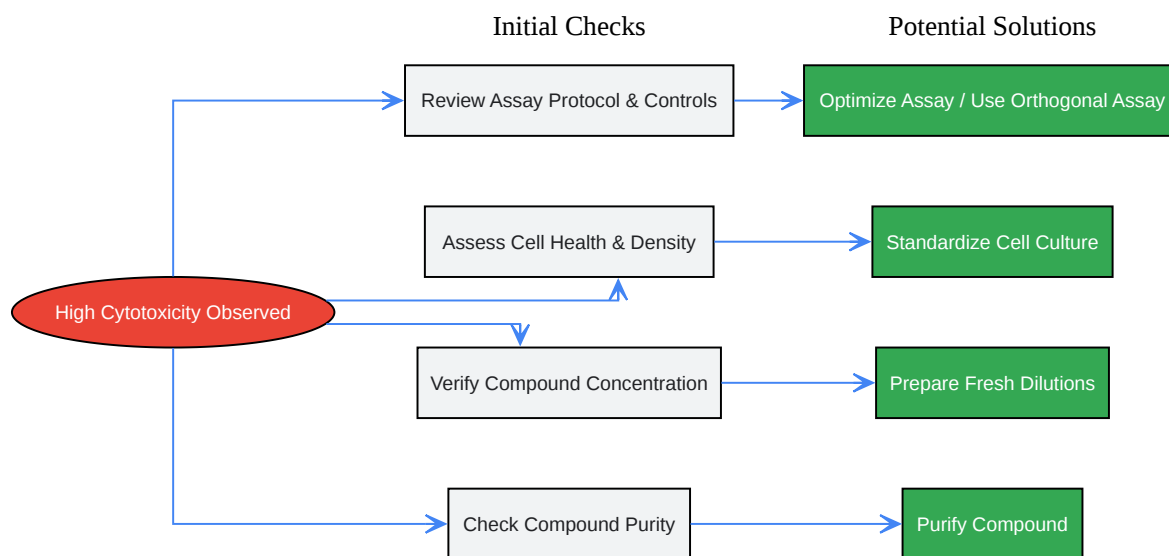 Initial Checks
Potential Solutions
Review Assay Protocol & Controls
Optimize Assay / Use Orthogonal Assay
Assess Cell Health & Density
Standardize Cell Culture
High Cytotoxicity Observed
Verify Compound Concentration
Prepare Fresh Dilutions
Check Compound Purity
Purify Compound